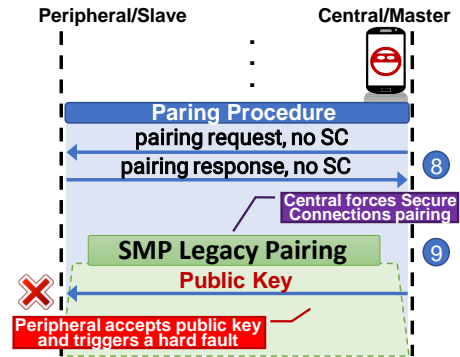 Peripheral/Slave Central/Master
Paring Procedure
pairing request, no SC
pairing response, no SC
8
Central forces Secure
Connections pairing
SMP Legacy Pairing
9
Public Key
Peripheral accepts public key
and triggers a hard fault